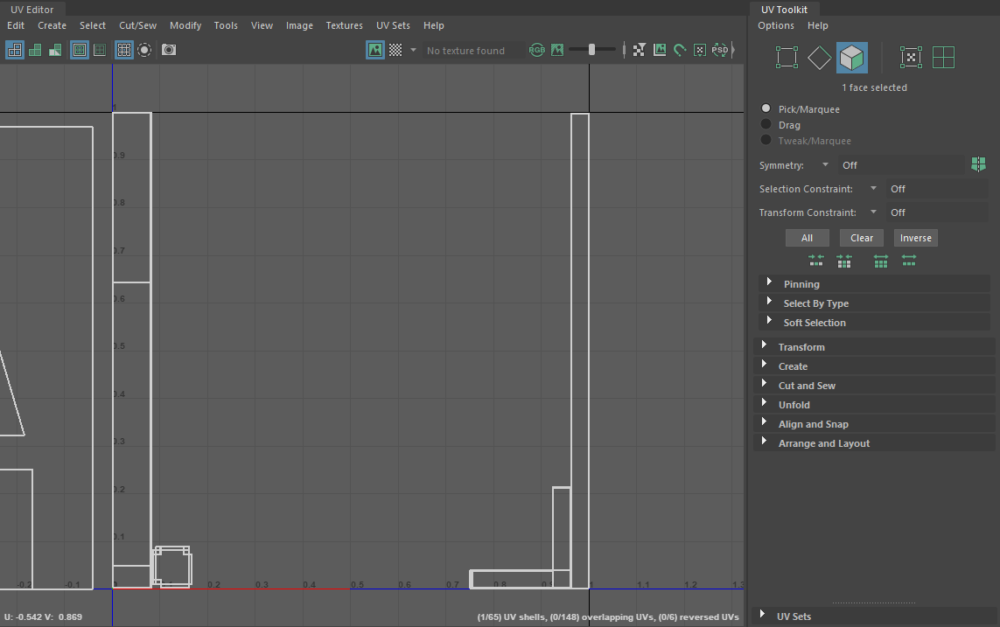 UV Editor
Edit Create Select Cut/Sew Modify Tools View Image Textures UV Sets Help
No texture found RGB PSD
1
0.9
0.8
0.7
0.6
0.5
0.4
0.3
0.2
0.1
-0.2 -0.1 0 0.2 0.3 0.4 0.5 0.6 0.7 0.8 0.9 1 1.1 1.2 1.3
U: -0.542 V: 0.869 (1/65) UV shells, (0/148) overlapping UVs, (0/6) reversed UVs
UV Toolkit
Options Help
1 face selected
Pick/Marquee
Drag
Tweak/Marquee
Symmetry: Off
Selection Constraint: Off
Transform Constraint: Off
All Clear Inverse
Pinning
Select By Type
Soft Selection
Transform
Create
Cut and Sew
Unfold
Align and Snap
Arrange and Layout
UV Sets